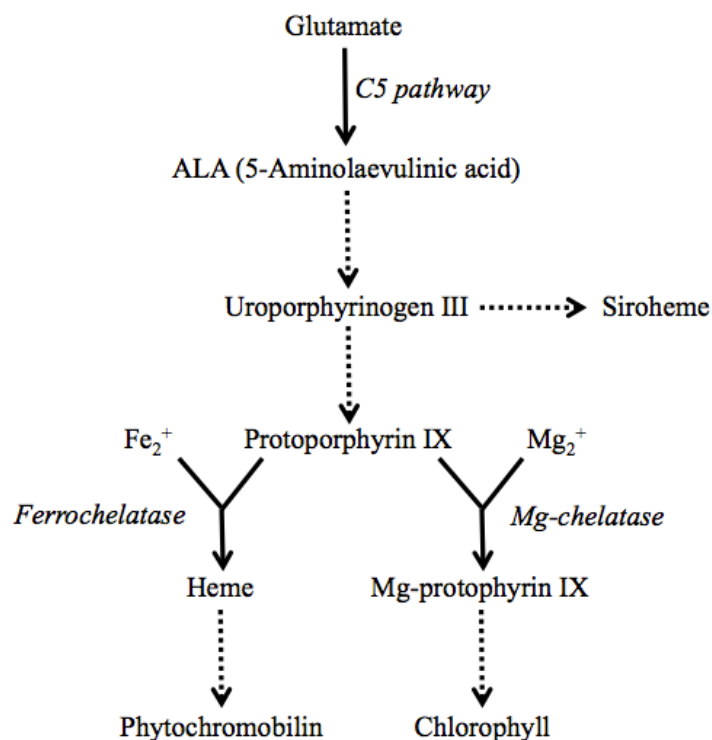 Glutamate
C5 pathway
ALA (5-Aminolaevulinic acid)
Uroporphyrinogen III
Siroheme
Fe₂⁺
Protoporphyrin IX
Mg₂⁺
Ferrochelatase
Mg-chelatase
Heme
Mg-protophyrin IX
Phytochromobilin
Chlorophyll